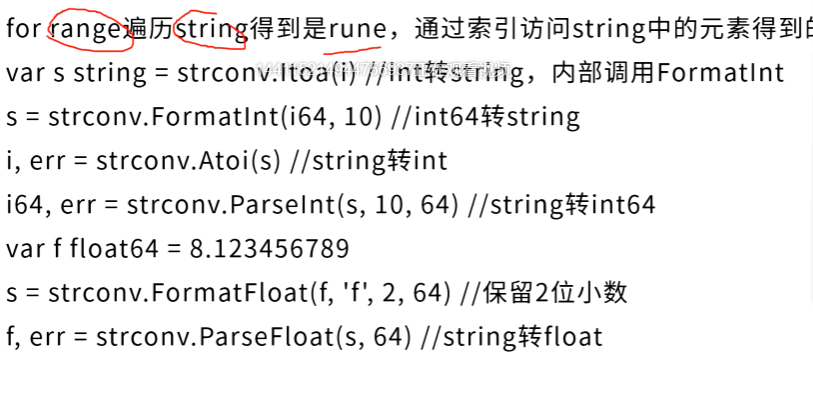 for range遍历string得到是rune，通过索引访问string中的元素得到
var s string = strconv.Itoa(i) //int转string，内部调用FormatInt
s = strconv.FormatInt(i64, 10) //int64转string
i, err = strconv.Atoi(s) //string转int
i64, err = strconv.ParseInt(s, 10, 64) //string转int64
var f float64 = 8.123456789
s = strconv.FormatFloat(f, 'f', 2, 64) //保留2位小数
f, err = strconv.ParseFloat(s, 64) //string转float